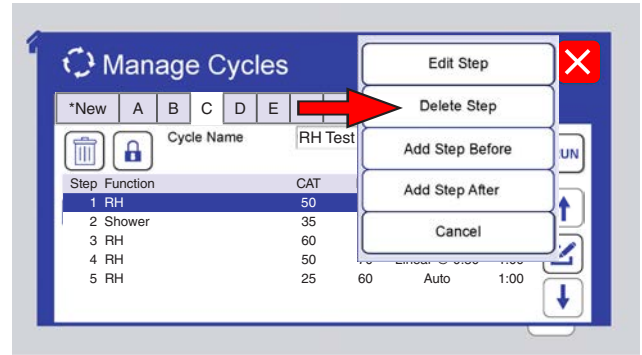 Manage Cycles
*New A B C D E
Cycle Name RH Test
Edit Step
Delete Step
Add Step Before
Add Step After
Cancel
UN
Step Function CAT
1 RH 50
2 Shower 35
3 RH 60
4 RH 50
5 RH 25 60 Auto 1:00